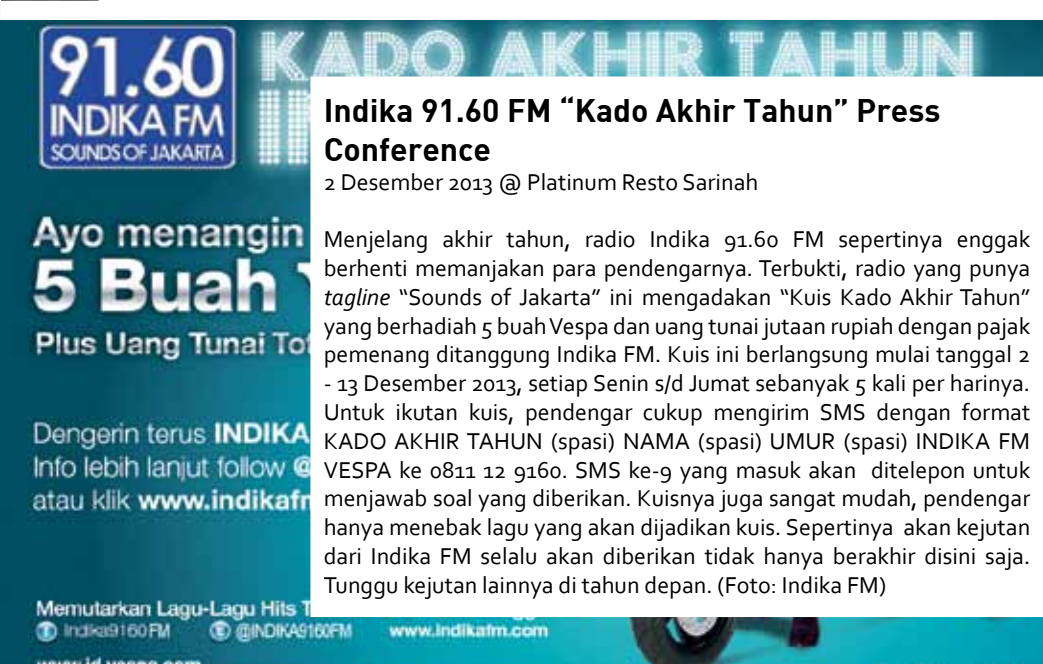 91.60
INDIKA FM
SOUNDS OF JAKARTA
KADO AKHIR TAHUN
Indika 91.60 FM “Kado Akhir Tahun” Press
Conference
2 Desember 2013 @ Platinum Resto Sarinah
Menjelang akhir tahun, radio Indika 91.60 FM sepertinya enggak
berhenti memanjakan para pendengarnya. Terbukti, radio yang punya
tagline “Sounds of Jakarta” ini mengadakan “Kuis Kado Akhir Tahun”
yang berhadiah 5 buah Vespa dan uang tunai jutaan rupiah dengan pajak
pemenang ditanggung Indika FM. Kuis ini berlangsung mulai tanggal 2
- 13 Desember 2013, setiap Senin s/d Jumat sebanyak 5 kali per harinya.
Untuk ikutan kuis, pendengar cukup mengirim SMS dengan format
KADO AKHIR TAHUN (spasi) NAMA (spasi) UMUR (spasi) INDIKA FM
VESPA ke 0811 12 9160. SMS ke-9 yang masuk akan ditelepon untuk
menjawab soal yang diberikan. Kuisnya juga sangat mudah, pendengar
hanya menebak lagu yang akan dijadikan kuis. Sepertinya akan kejutan
dari Indika FM selalu akan diberikan tidak hanya berakhir disini saja.
Tunggu kejutan lainnya di tahun depan. (Foto: Indika FM)
Ayo menangin
5 Buah
Plus Uang Tunai
Dengerin terus INDIKA
Info lebih lanjut follow @
atau klik www.indikafm
Memutarkan Lagu-Lagu Hits
Indika9160FM @INDIKA9160FM www.indikafm.com